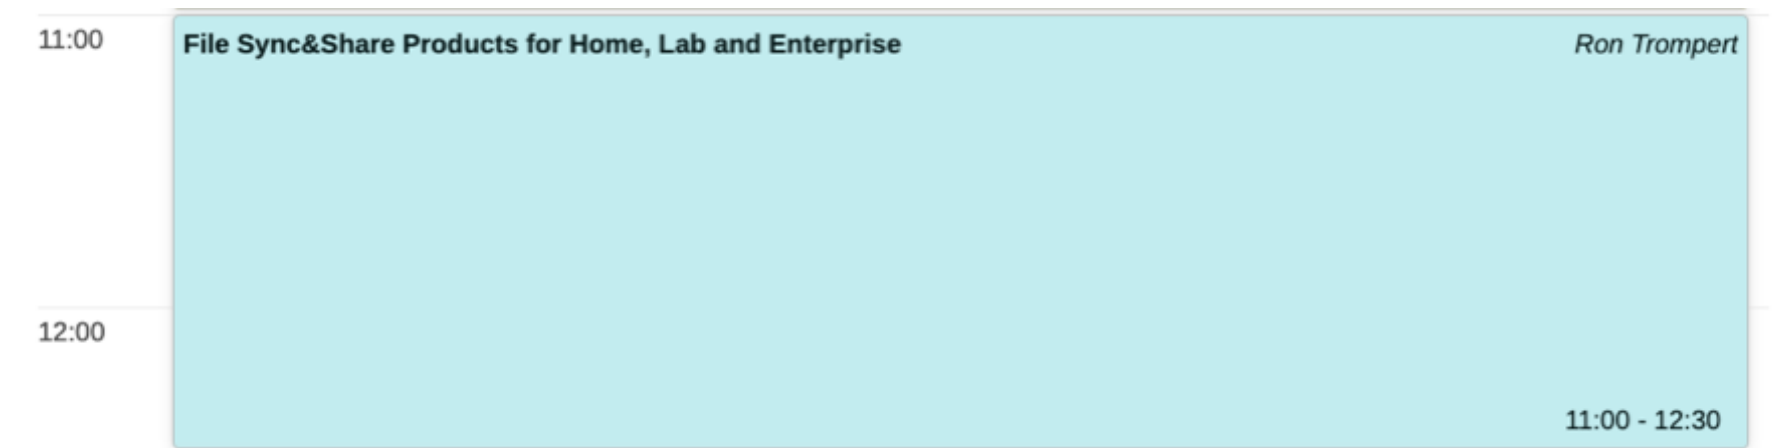 11:00
File Sync&Share Products for Home, Lab and Enterprise
Ron Trompert
12:00
11:00 - 12:30